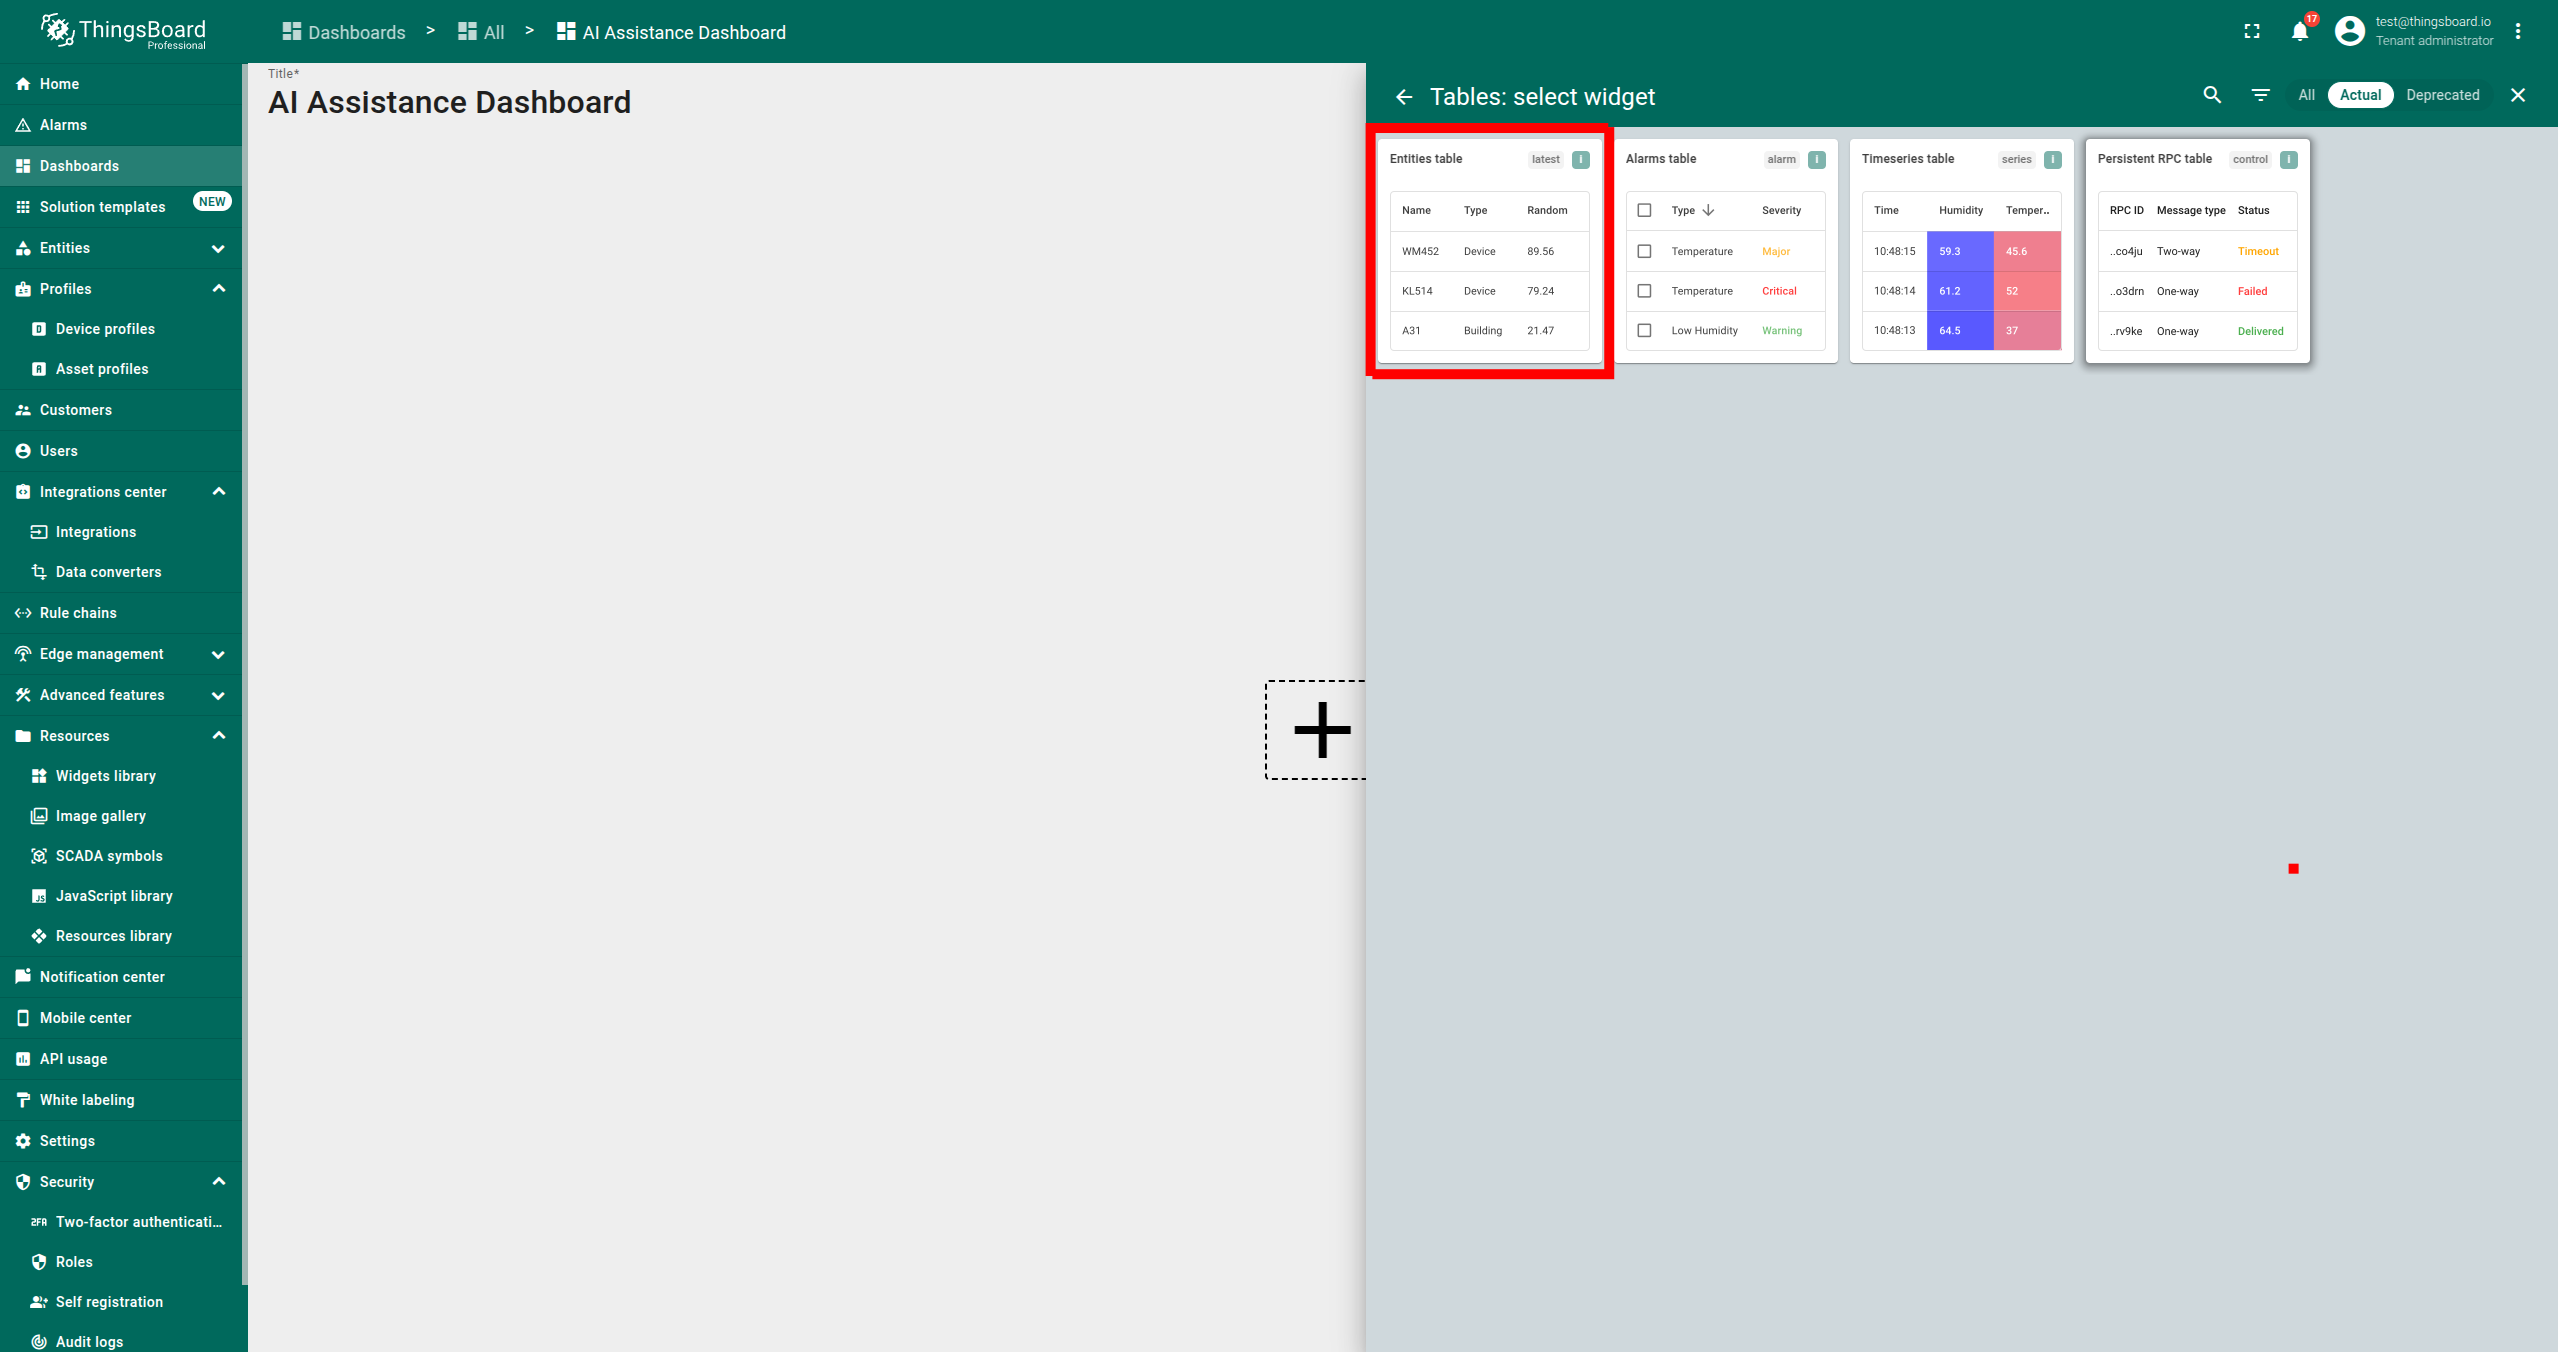 ThingsBoard
Professional
Dashboards > All > AI Assistance Dashboard
17
test@thingsboard.io
Tenant administrator
Home
Alarms
Dashboards
Solution templates NEW
Entities
Profiles
Device profiles
Asset profiles
Customers
Users
Integrations center
Integrations
Data converters
Rule chains
Edge management
Advanced features
Resources
Widgets library
Image gallery
SCADA symbols
JavaScript library
Resources library
Notification center
Mobile center
API usage
White labeling
Settings
Security
2FA Two-factor authenticati...
Roles
Self registration
Audit logs
Title*
AI Assistance Dashboard
Tables: select widget
All Actual Deprecated
Entities table latest i
Name Type Random
WM452 Device 89.56
KL514 Device 79.24
A31 Building 21.47
Alarms table alarm i
Type Severity
Temperature Major
Temperature Critical
Low Humidity Warning
Timeseries table series i
Time Humidity Temper..
10:48:15 59.3 45.6
10:48:14 61.2 52
10:48:13 64.5 37
Persistent RPC table control i
RPC ID Message type Status
..co4ju Two-way Timeout
..o3drn One-way Failed
..rv9ke One-way Delivered